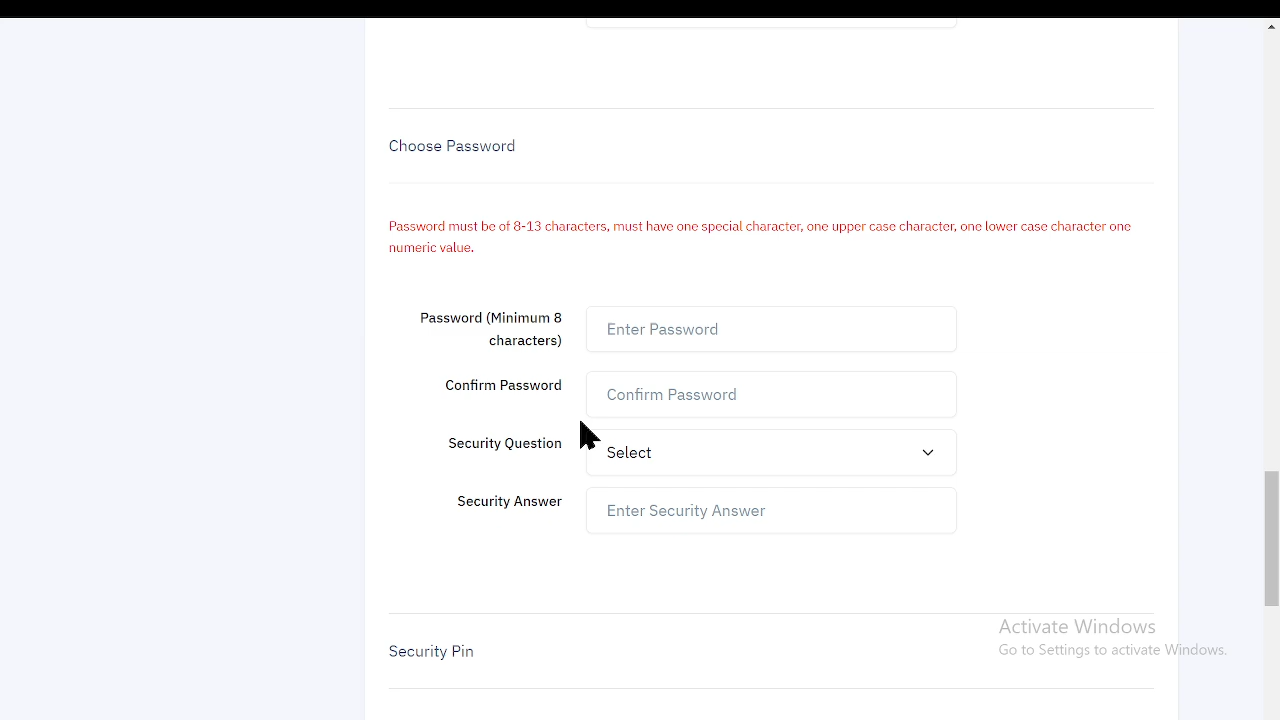 Choose Password
Password must be of 8-13 characters, must have one special character, one upper case character, one lower case character one
numeric value.
Password (Minimum 8
characters)
Enter Password
Confirm Password
Confirm Password
Security Question
Select
Security Answer
Enter Security Answer
Activate Windows
Go to Settings to activate Windows.
Security Pin